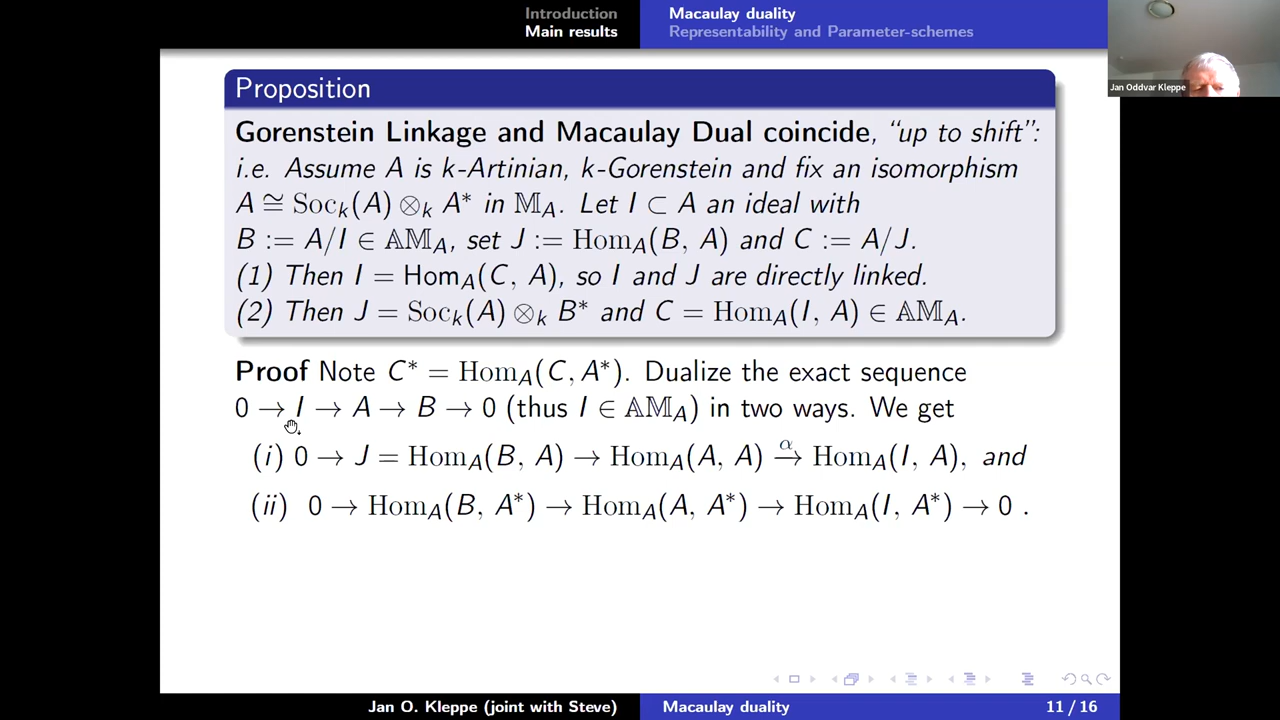 Introduction
Main results
Macaulay duality
Representability and Parameter-schemes
Jan Oddvar Kleppe
Proposition
Gorenstein Linkage and Macaulay Dual coincide, “up to shift”:
i.e. Assume A is k-Artinian, k-Gorenstein and fix an isomorphism
A ≅ Soc_k(A) ⊗_k A* in 𝕄_A. Let I ⊂ A an ideal with
B := A/I ∈ 𝔸𝕄_A, set J := Hom_A(B, A) and C := A/J.
(1) Then I = Hom_A(C, A), so I and J are directly linked.
(2) Then J = Soc_k(A) ⊗_k B* and C = Hom_A(I, A) ∈ 𝔸𝕄_A.
Proof Note C* = Hom_A(C, A*). Dualize the exact sequence
0 → I → A → B → 0 (thus I ∈ 𝔸𝕄_A) in two ways. We get
(i) 0 → J = Hom_A(B, A) → Hom_A(A, A) →^α Hom_A(I, A), and
(ii) 0 → Hom_A(B, A*) → Hom_A(A, A*) → Hom_A(I, A*) → 0 .
Jan O. Kleppe (joint with Steve)
Macaulay duality
11 / 16